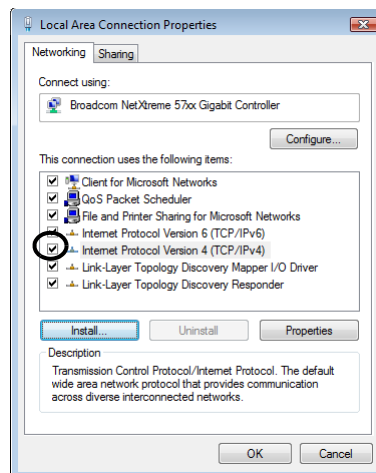 Local Area Connection Properties
Networking Sharing
Connect using:
Broadcom NetXtreme 57xx Gigabit Controller
Configure...
This connection uses the following items:
Client for Microsoft Networks
QoS Packet Scheduler
File and Printer Sharing for Microsoft Networks
Internet Protocol Version 6 (TCP/IPv6)
Internet Protocol Version 4 (TCP/IPv4)
Link-Layer Topology Discovery Mapper I/O Driver
Link-Layer Topology Discovery Responder
Install... Uninstall Properties
Description
Transmission Control Protocol/Internet Protocol. The default
wide area network protocol that provides communication
across diverse interconnected networks.
OK Cancel